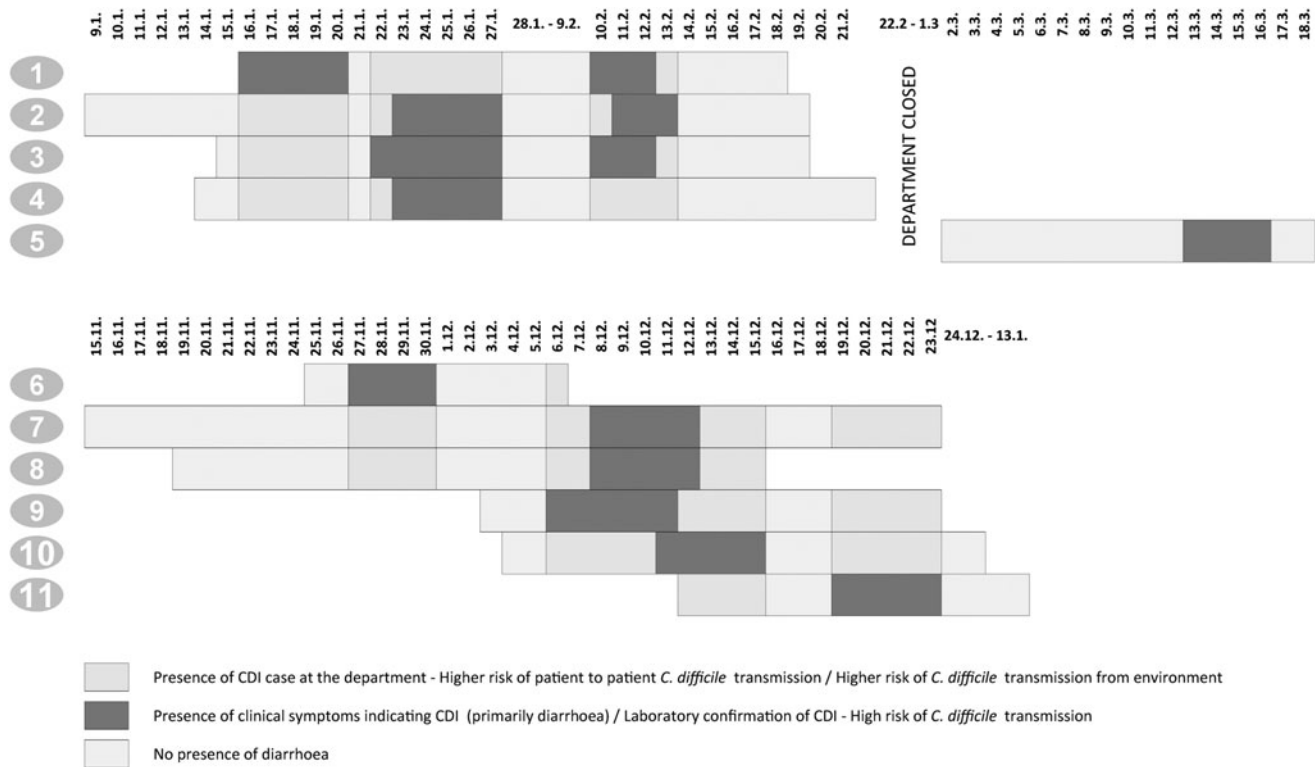 9.1. 10.1. 11.1. 12.1. 13.1. 14.1. 15.1. 16.1. 17.1. 18.1. 19.1. 20.1. 21.1. 22.1. 23.1. 24.1. 25.1. 26.1. 27.1. 28.1. - 9.2. 10.2. 11.2. 12.2. 13.2. 14.2. 15.2. 16.2. 17.2. 18.2. 19.2. 20.2. 21.2. 22.2 - 1.3 2.3. 3.3. 4.3. 5.3. 6.3. 7.3. 8.3. 9.3. 10.3. 11.3. 12.3. 13.3. 14.3. 15.3. 16.3. 17.3. 18.3.
1
2
3
4
5
DEPARTMENT CLOSED
15.11. 16.11. 17.11. 18.11. 19.11. 20.11. 21.11. 22.11. 23.11. 24.11. 25.11. 26.11. 27.11. 28.11. 29.11. 30.11. 1.12. 2.12. 3.12. 4.12. 5.12. 6.12. 7.12. 8.12. 9.12. 10.12. 11.12. 12.12. 13.12. 14.12. 15.12. 16.12. 17.12. 18.12. 19.12. 20.12. 21.12. 22.12. 23.12 24.12. - 13.1.
6
7
8
9
10
11
Presence of CDI case at the department - Higher risk of patient to patient C. difficile transmission / Higher risk of C. difficile transmission from environment
Presence of clinical symptoms indicating CDI (primarily diarrhoea) / Laboratory confirmation of CDI - High risk of C. difficile transmission
No presence of diarrhoea